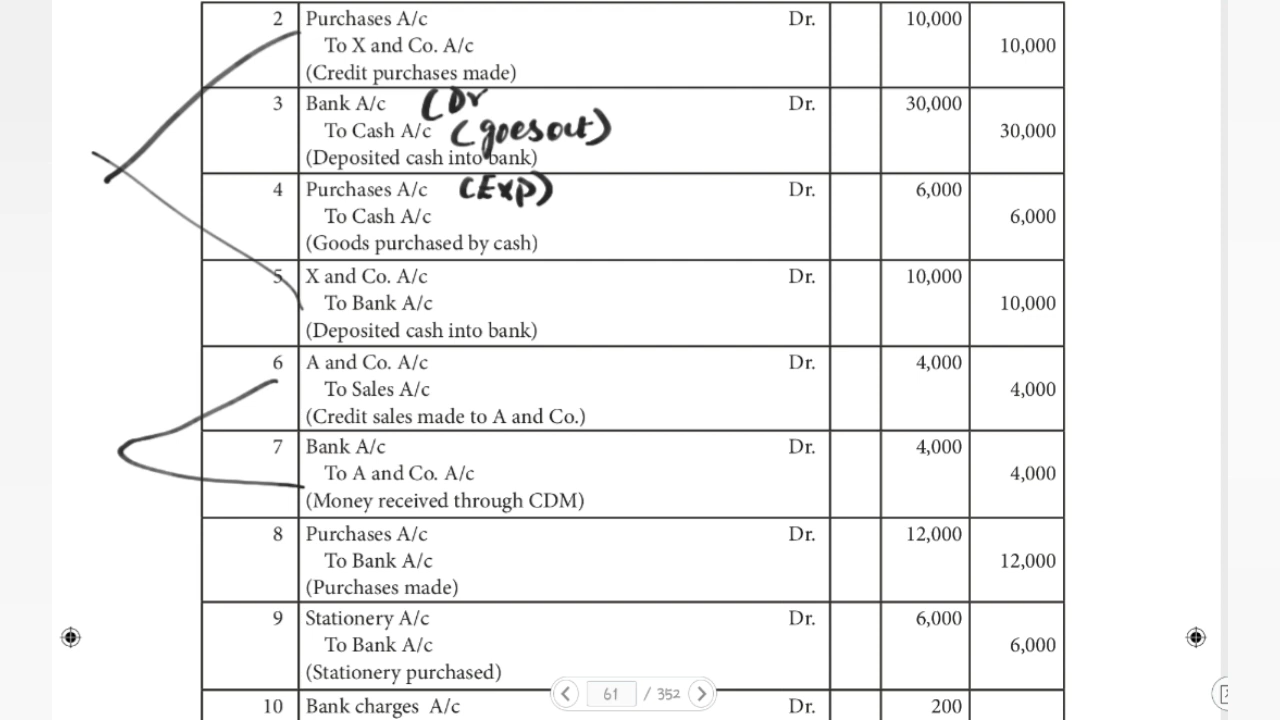 2 Purchases A/c Dr. 10,000
To X and Co. A/c 10,000
(Credit purchases made)
3 Bank A/c (Dr Dr. 30,000
To Cash A/c (goes out) 30,000
(Deposited cash into bank)
4 Purchases A/c (Exp) Dr. 6,000
To Cash A/c 6,000
(Goods purchased by cash)
5 X and Co. A/c Dr. 10,000
To Bank A/c 10,000
(Deposited cash into bank)
6 A and Co. A/c Dr. 4,000
To Sales A/c 4,000
(Credit sales made to A and Co.)
7 Bank A/c Dr. 4,000
To A and Co. A/c 4,000
(Money received through CDM)
8 Purchases A/c Dr. 12,000
To Bank A/c 12,000
(Purchases made)
9 Stationery A/c Dr. 6,000
To Bank A/c 6,000
(Stationery purchased)
61 / 352
10 Bank charges A/c Dr. 200